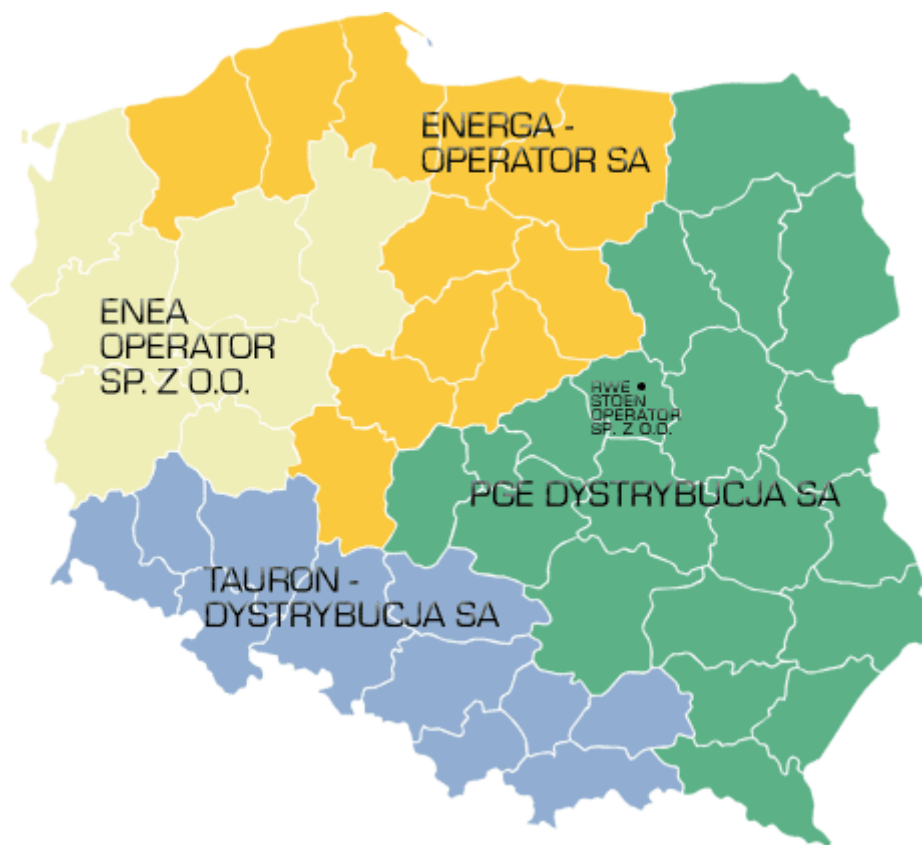 ENERGA -
OPERATOR SA
ENEA
OPERATOR
SP. Z O.O.
RWE
STOEN
OPERATOR
SP. Z O.O.
PGE DYSTRYBUCJA SA
TAURON -
DYSTRYBUCJA SA